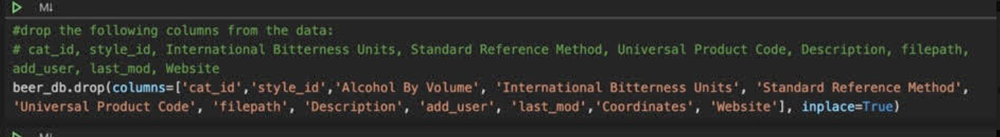 M↓
#drop the following columns from the data:
# cat_id, style_id, International Bitterness Units, Standard Reference Method, Universal Product Code, Description, filepath,
add_user, last_mod, Website
beer_db.drop(columns=['cat_id','style_id','Alcohol By Volume', 'International Bitterness Units', 'Standard Reference Method',
'Universal Product Code', 'filepath', 'Description', 'add_user', 'last_mod','Coordinates', 'Website'], inplace=True)